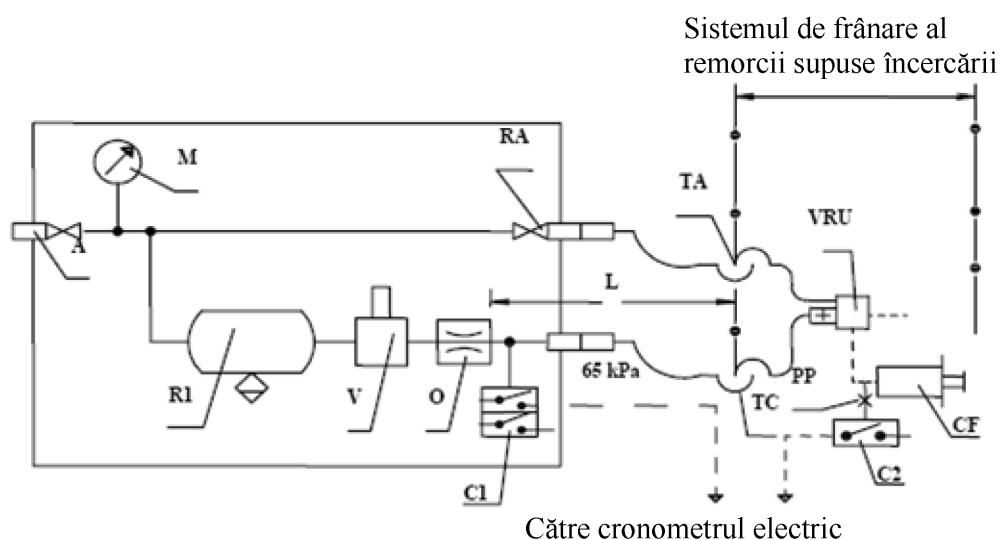 Sistemul de frânare al
remorcii supuse încercării
RA
M
TA
VRU
A
L
65 kPa
PP
R1
V
O
TC
CF
C1
C2
Către cronometrul electric